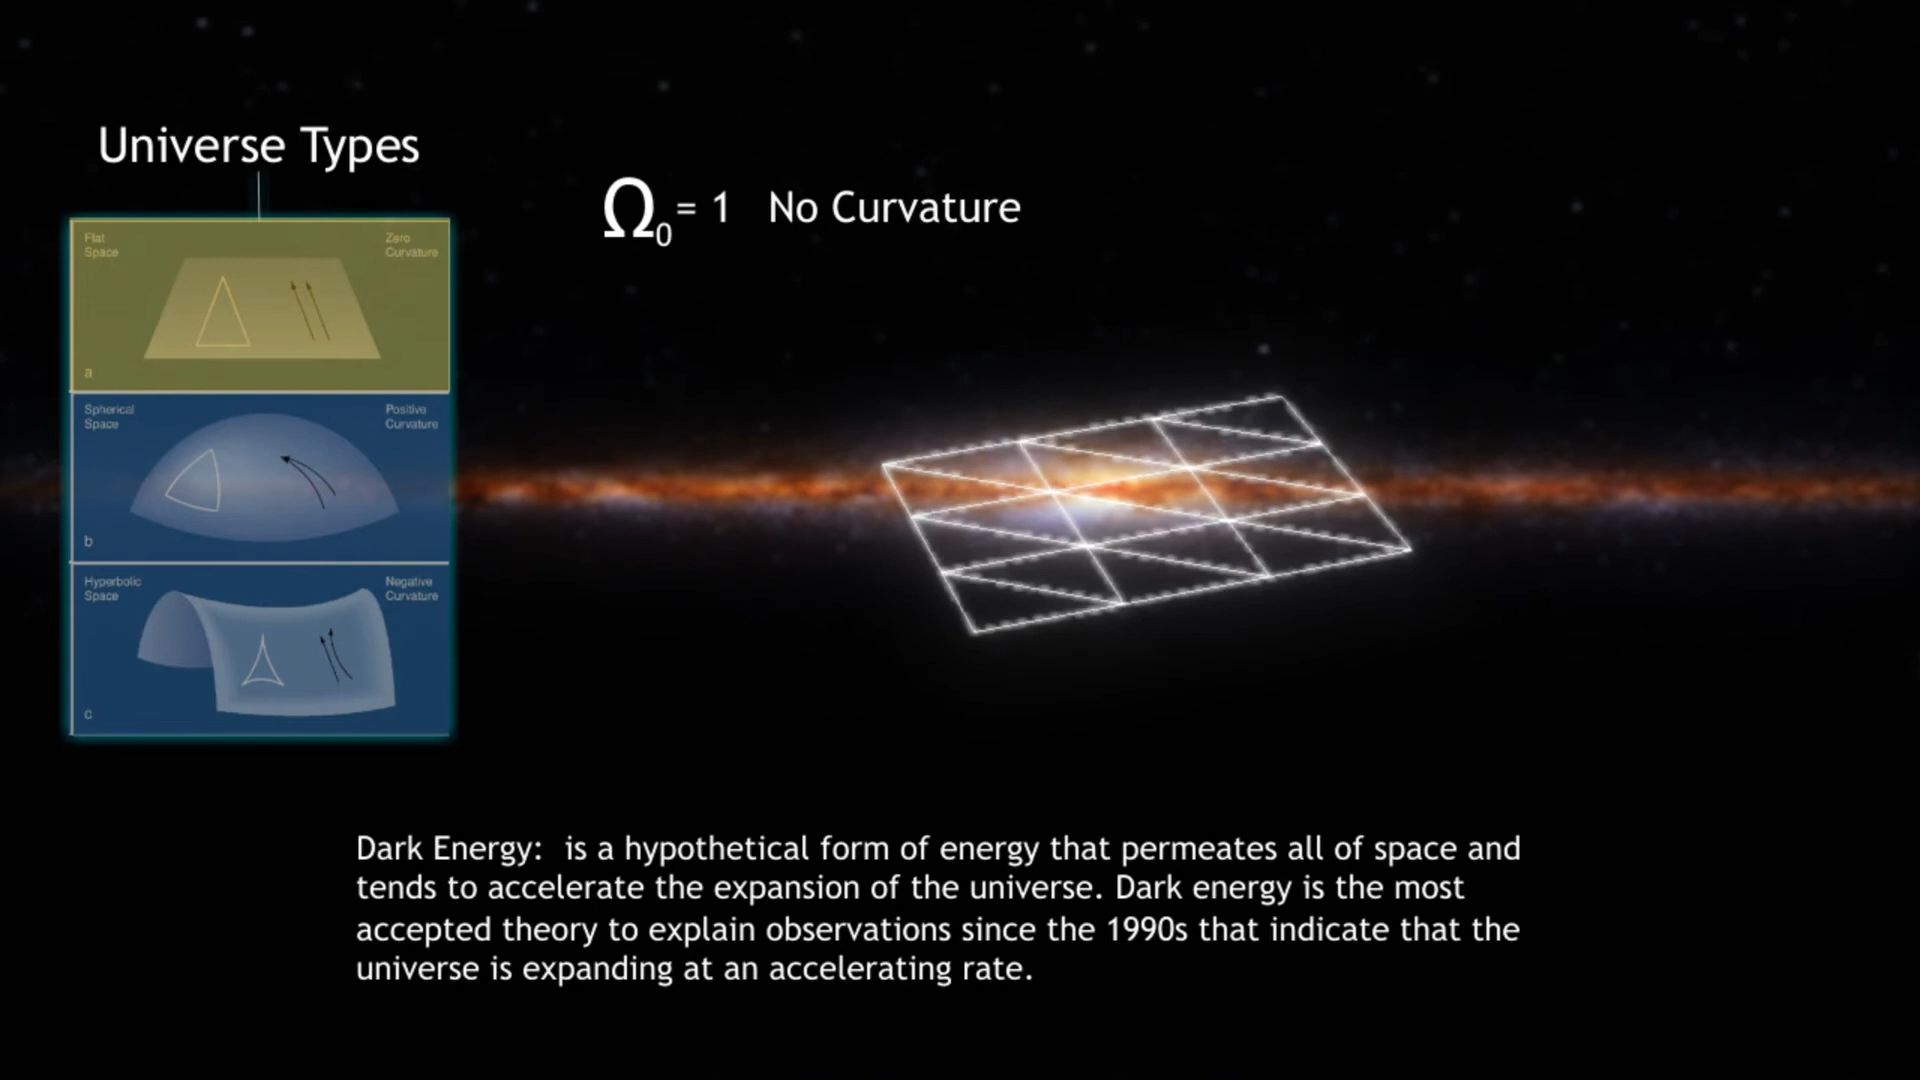 Universe Types
Ω₀ = 1 No Curvature
Flat Space
Zero Curvature
a
Spherical Space
Positive Curvature
b
Hyperbolic Space
Negative Curvature
c
Dark Energy: is a hypothetical form of energy that permeates all of space and
tends to accelerate the expansion of the universe. Dark energy is the most
accepted theory to explain observations since the 1990s that indicate that the
universe is expanding at an accelerating rate.